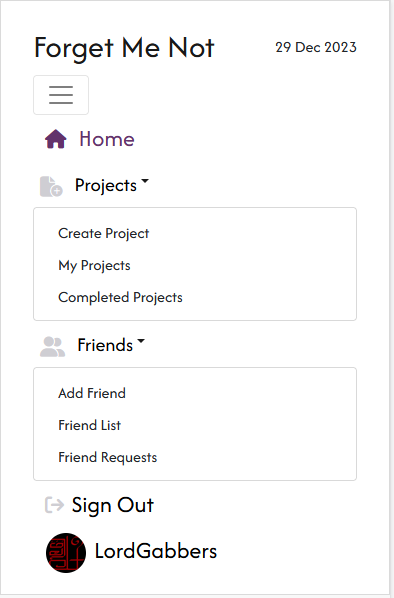 Forget Me Not
29 Dec 2023
Home
Projects
Create Project
My Projects
Completed Projects
Friends
Add Friend
Friend List
Friend Requests
Sign Out
LordGabbers